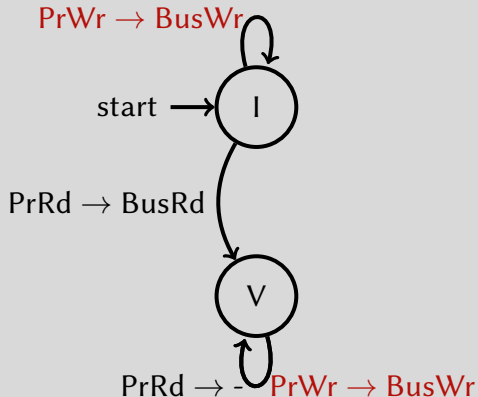 PrWr → BusWr
I
start
PrRd → BusRd
V
PrRd → - PrWr → BusWr